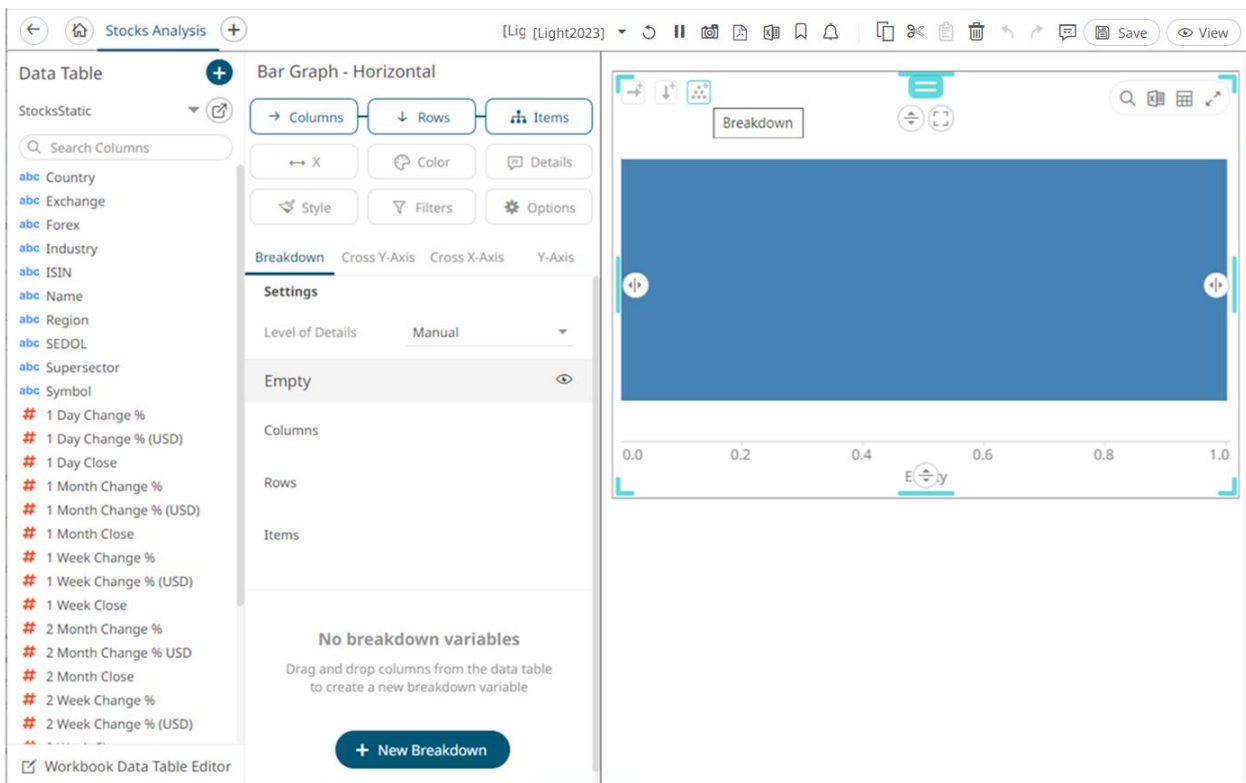 Stocks Analysis
[Lig [Light2023]
Save
View
Data Table
StocksStatic
Search Columns
abc Country
abc Exchange
abc Forex
abc Industry
abc ISIN
abc Name
abc Region
abc SEDOL
abc Supersector
abc Symbol
# 1 Day Change %
# 1 Day Change % (USD)
# 1 Day Close
# 1 Month Change %
# 1 Month Change % (USD)
# 1 Month Close
# 1 Week Change %
# 1 Week Change % (USD)
# 1 Week Close
# 2 Month Change %
# 2 Month Change % USD
# 2 Month Close
# 2 Week Change %
# 2 Week Change % (USD)
Workbook Data Table Editor
Bar Graph - Horizontal
Columns
Rows
Items
X
Color
Details
Style
Filters
Options
Breakdown Cross Y-Axis Cross X-Axis Y-Axis
Settings
Level of Details Manual
Empty
Columns
Rows
Items
No breakdown variables
Drag and drop columns from the data table
to create a new breakdown variable
+ New Breakdown
Breakdown
0.0 0.2 0.4 0.6 0.8 1.0